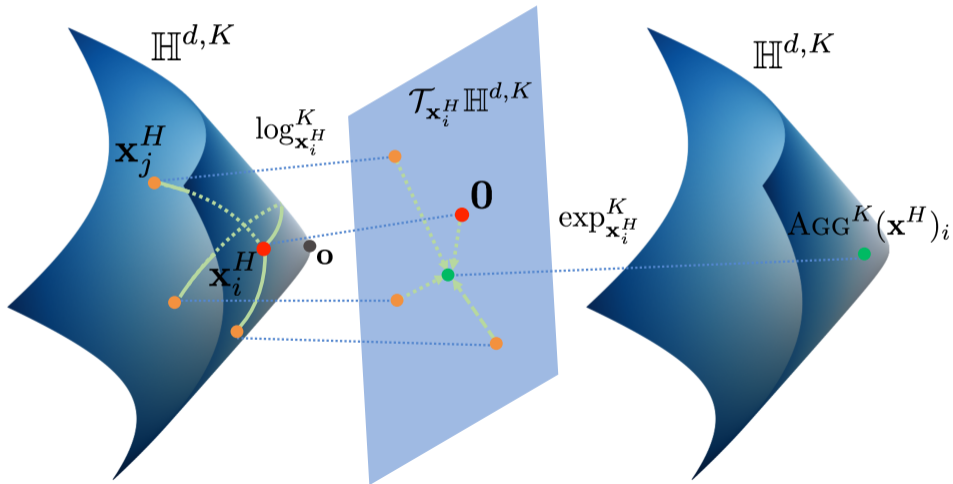 ℍ^{d,K}
log^K_{𝐱_i^H}
𝐱_j^H
𝐱_i^H
𝐨
𝒯_{𝐱_i^H}ℍ^{d,K}
𝟎
exp^K_{𝐱_i^H}
ℍ^{d,K}
AGG^K(𝐱^H)_i